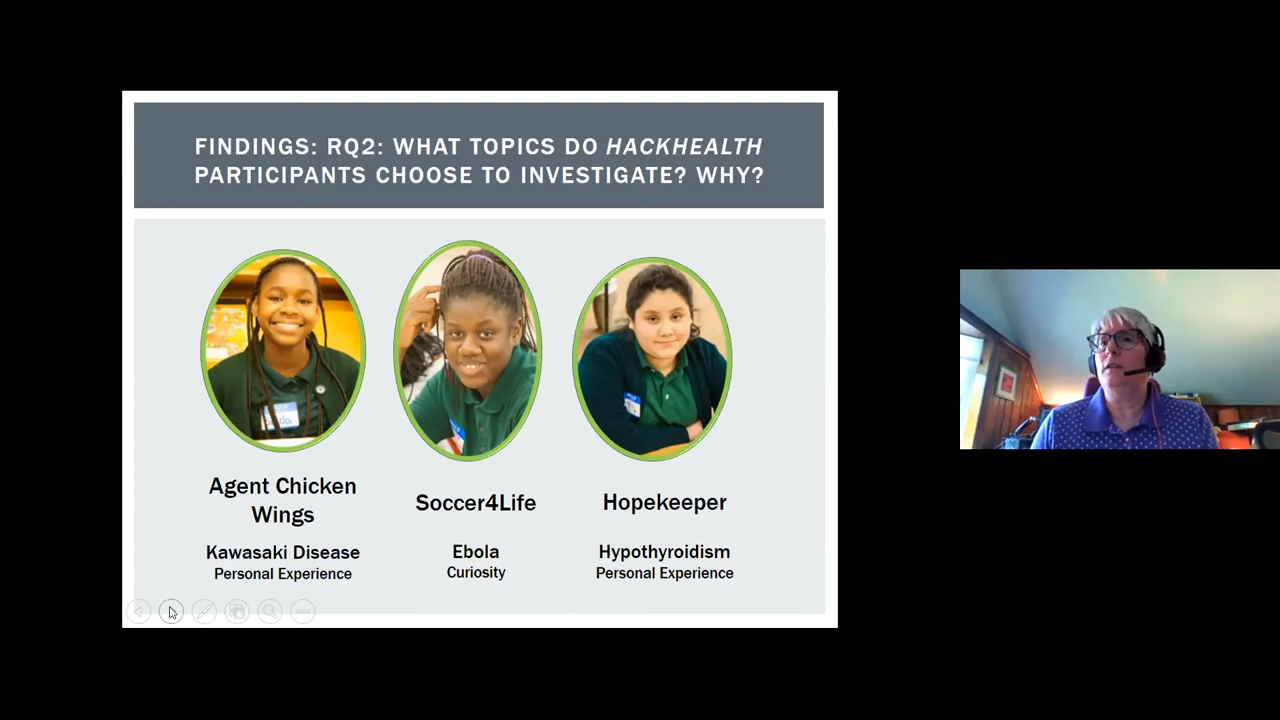 FINDINGS: RQ2: WHAT TOPICS DO HACKHEALTH
PARTICIPANTS CHOOSE TO INVESTIGATE? WHY?
Agent Chicken
Wings
Kawasaki Disease
Personal Experience
Soccer4Life
Ebola
Curiosity
Hopekeeper
Hypothyroidism
Personal Experience